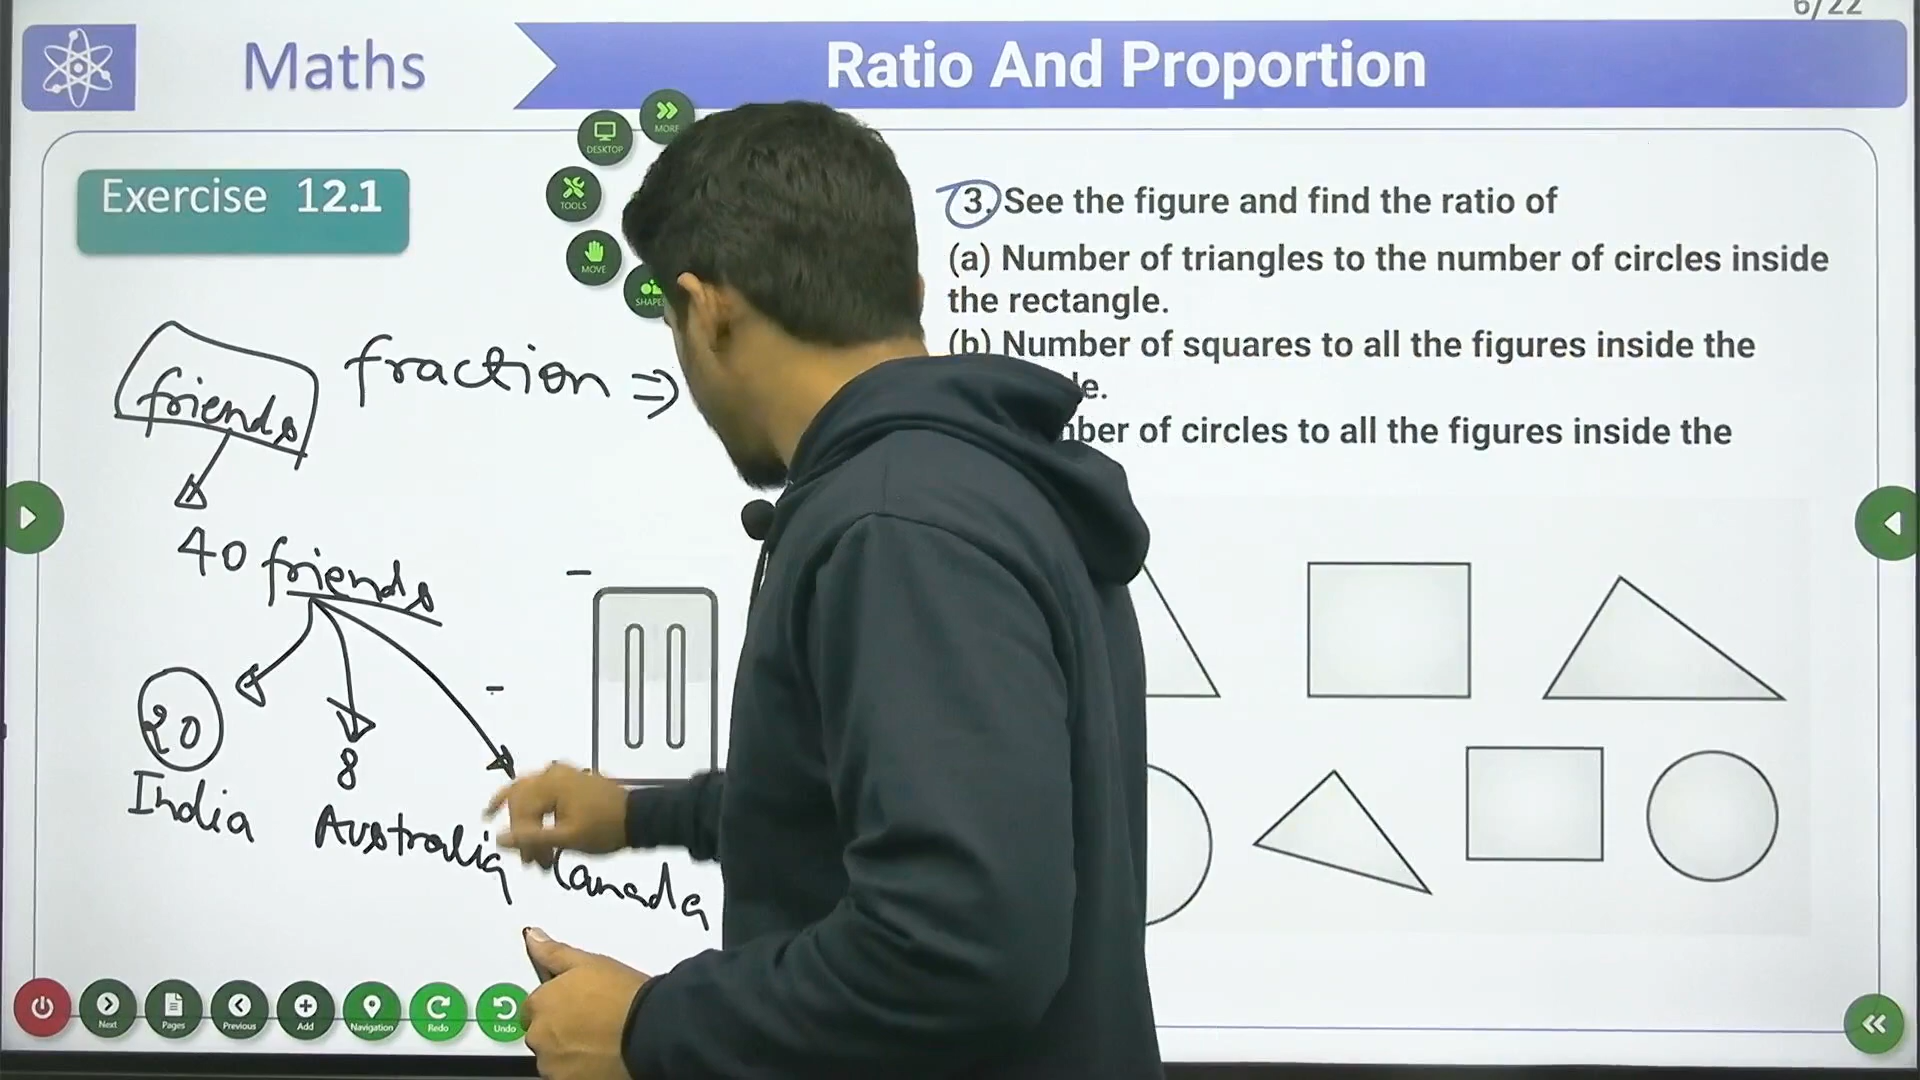 6/22
Maths
Ratio And Proportion
MORE
DESKTOP
TOOLS
MOVE
Exercise 12.1
3. See the figure and find the ratio of
(a) Number of triangles to the number of circles inside
the rectangle.
(b) Number of squares to all the figures inside the
of circles to all the figures inside the
friends
fraction ⇒
40 friends
20
8
India
Australia
Canada
Next
Pages
Previous
Add
Navigation
Redo
Undo